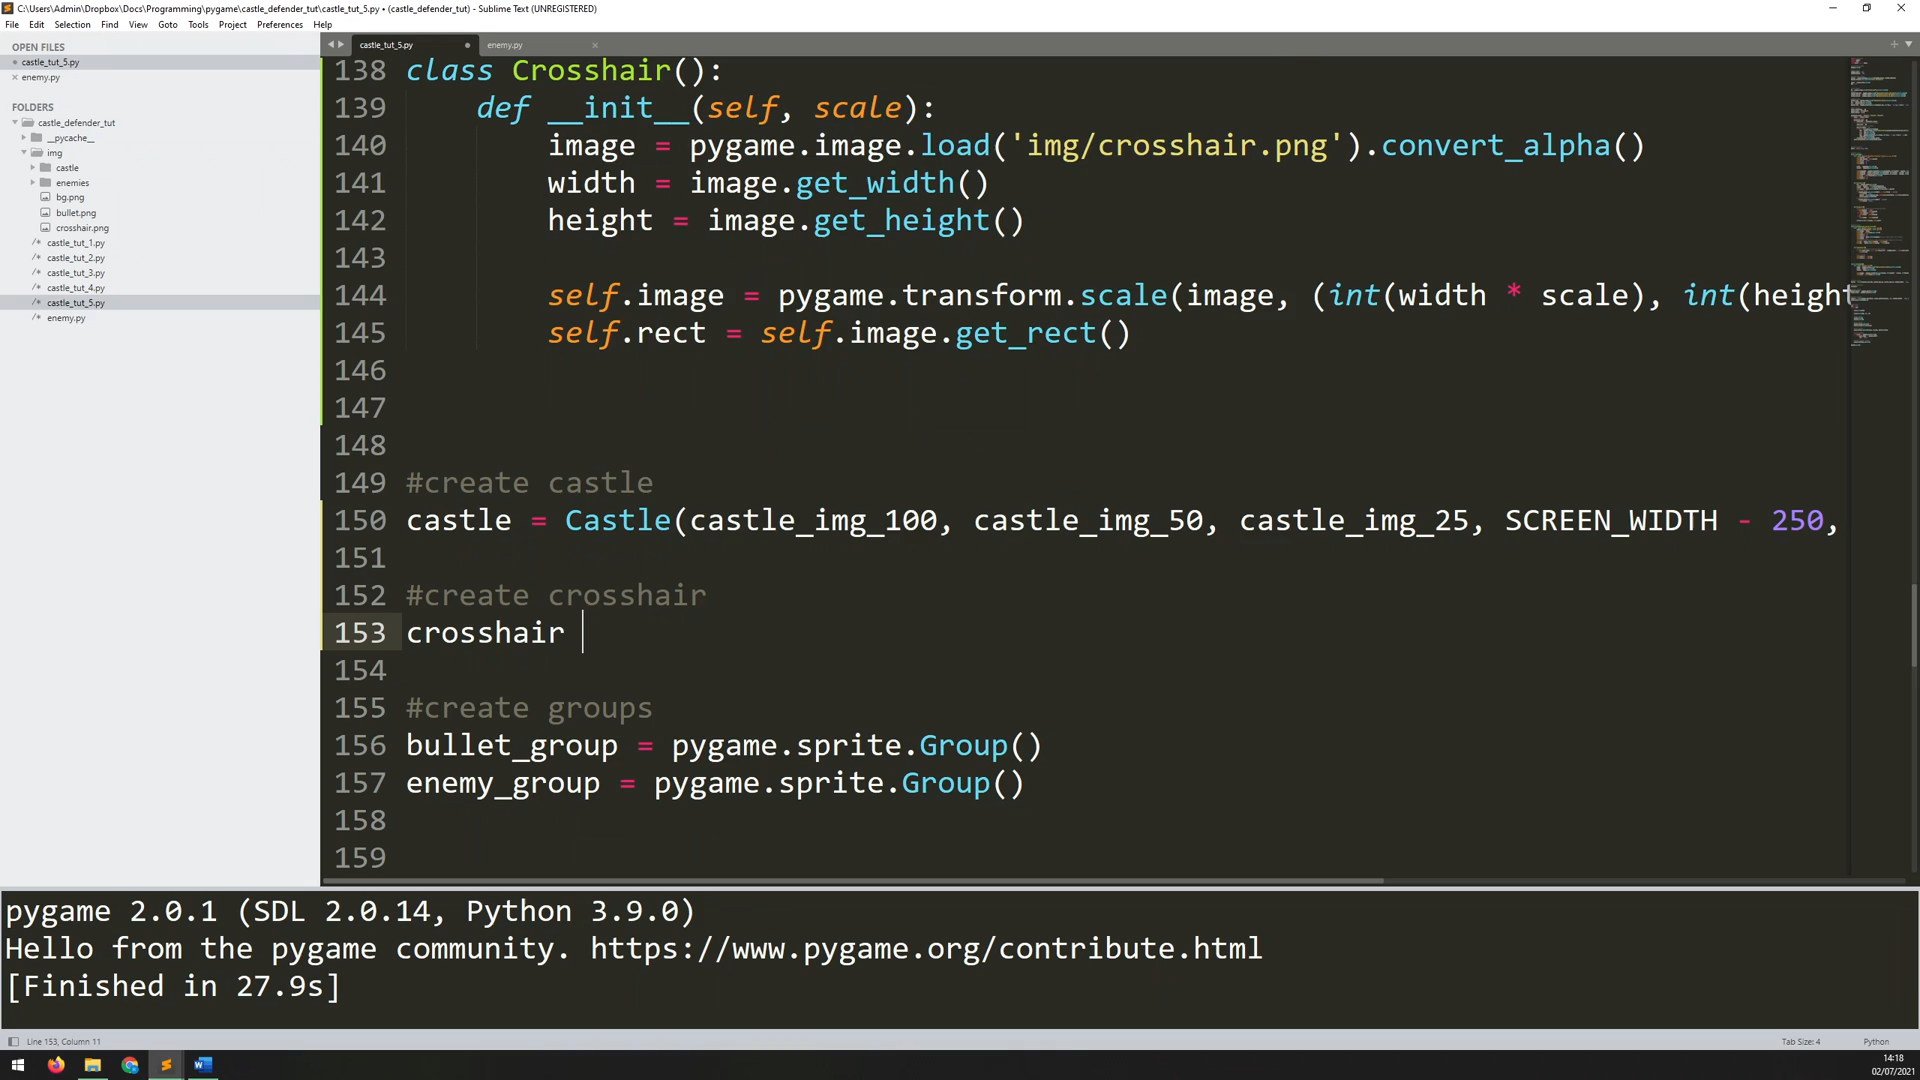 C:\Users\Admin\Dropbox\Docs\Programming\pygame\castle_defender_tut\castle_tut_5.py • (castle_defender_tut) - Sublime Text (UNREGISTERED)
File Edit Selection Find View Goto Tools Project Preferences Help
OPEN FILES
castle_tut_5.py
enemy.py
FOLDERS
castle_defender_tut
__pycache__
img
castle
enemies
bg.png
bullet.png
crosshair.png
castle_tut_1.py
castle_tut_2.py
castle_tut_3.py
castle_tut_4.py
castle_tut_5.py
enemy.py
castle_tut_5.py enemy.py
138 class Crosshair():
139 def __init__(self, scale):
140 image = pygame.image.load('img/crosshair.png').convert_alpha()
141 width = image.get_width()
142 height = image.get_height()
143
144 self.image = pygame.transform.scale(image, (int(width * scale), int(height
145 self.rect = self.image.get_rect()
146
147
148
149 #create castle
150 castle = Castle(castle_img_100, castle_img_50, castle_img_25, SCREEN_WIDTH - 250,
151
152 #create crosshair
153 crosshair
154
155 #create groups
156 bullet_group = pygame.sprite.Group()
157 enemy_group = pygame.sprite.Group()
158
159
pygame 2.0.1 (SDL 2.0.14, Python 3.9.0)
Hello from the pygame community. https://www.pygame.org/contribute.html
[Finished in 27.9s]
Line 153, Column 11 Tab Size: 4 Python
14:18
02/07/2021